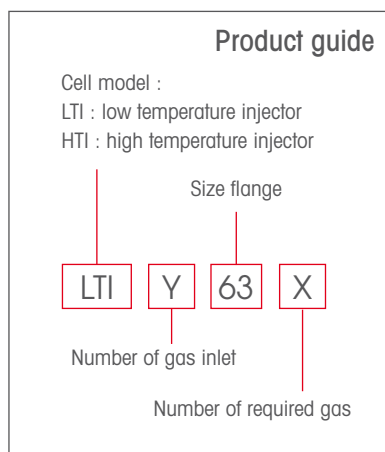 Product guide
Cell model :
LTI : low temperature injector
HTI : high temperature injector
Size flange
LTI Y 63 X
Number of gas inlet
Number of required gas